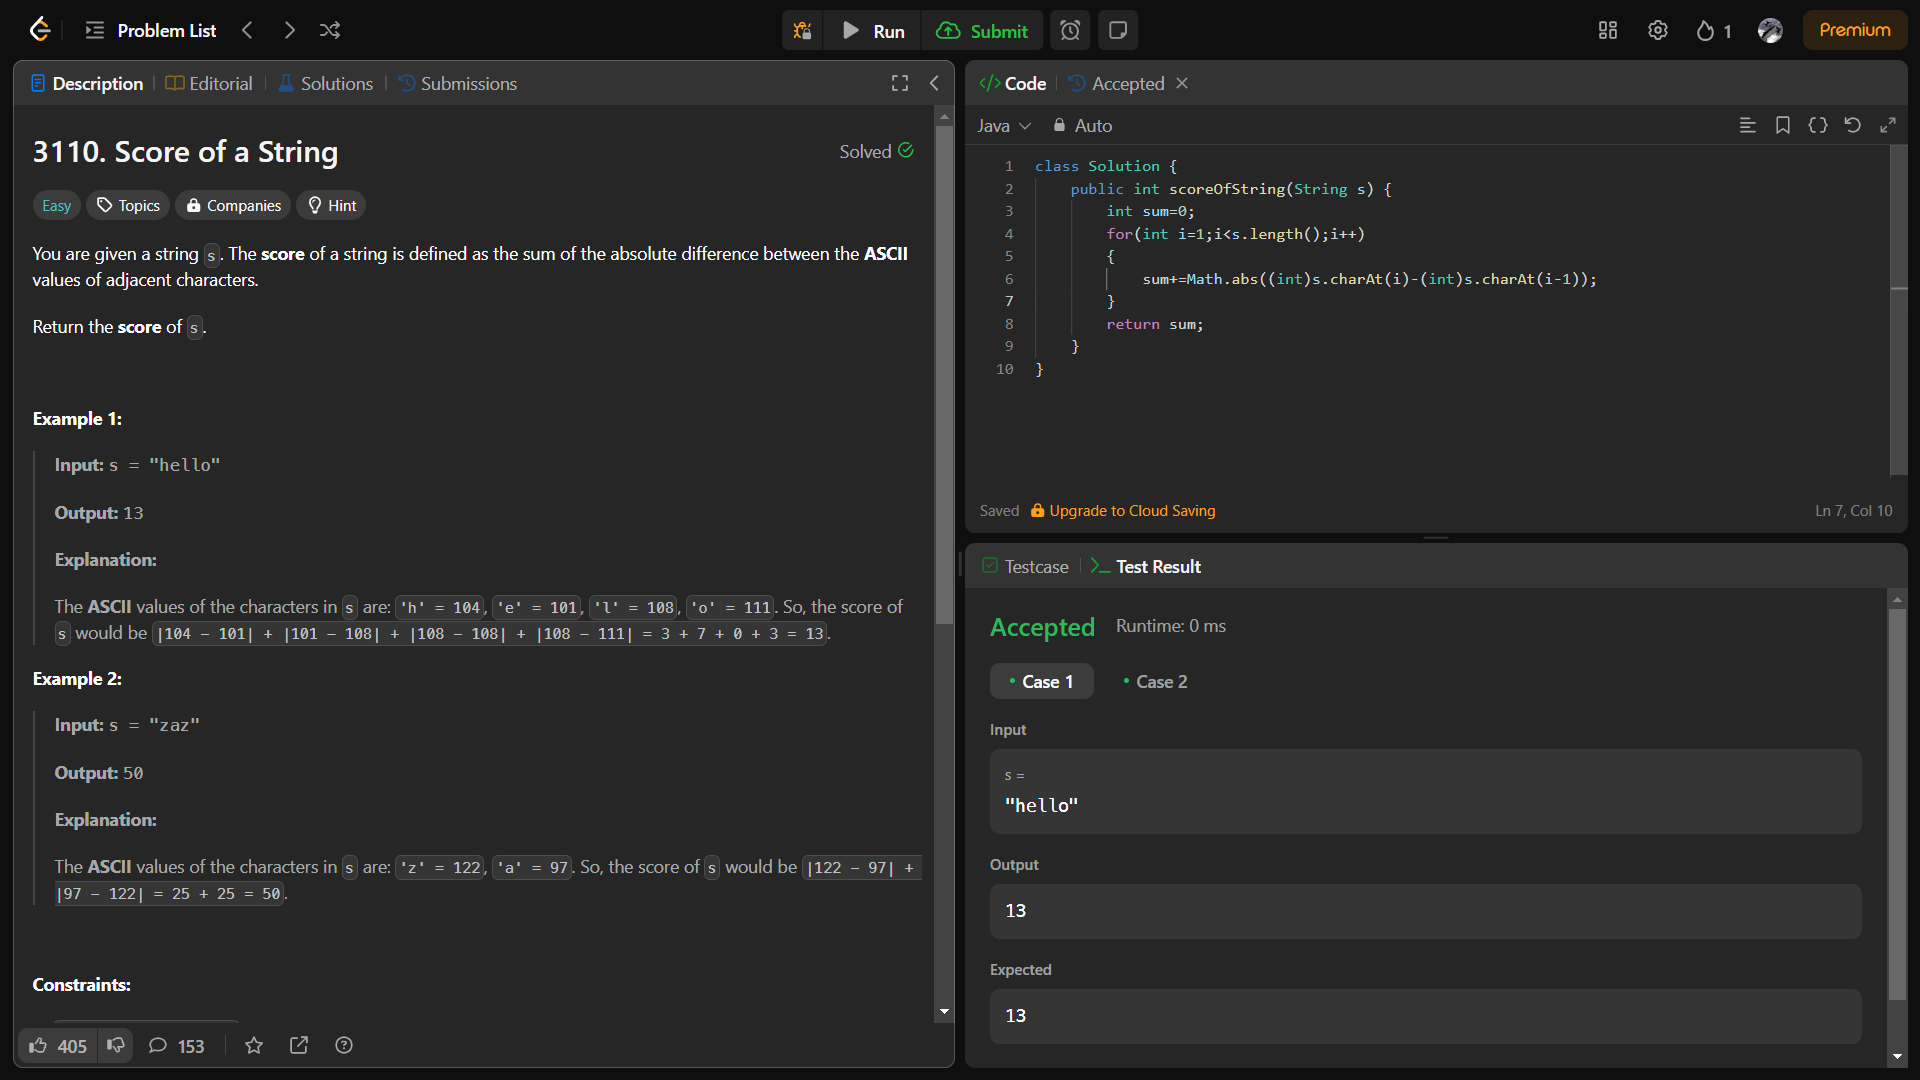 Problem List
Run
Submit
1
Premium
Description
Editorial
Solutions
Submissions
3110. Score of a String
Solved
Easy
Topics
Companies
Hint
You are given a string s. The score of a string is defined as the sum of the absolute difference between the ASCII
values of adjacent characters.
Return the score of s.
Example 1:
Input: s = "hello"
Output: 13
Explanation:
The ASCII values of the characters in s are: 'h' = 104, 'e' = 101, 'l' = 108, 'o' = 111. So, the score of
s would be |104 - 101| + |101 - 108| + |108 - 108| + |108 - 111| = 3 + 7 + 0 + 3 = 13.
Example 2:
Input: s = "zaz"
Output: 50
Explanation:
The ASCII values of the characters in s are: 'z' = 122, 'a' = 97. So, the score of s would be |122 - 97| +
|97 - 122| = 25 + 25 = 50.
Constraints:
405
153
</> Code
Accepted
Java
Auto
1 class Solution {
2 public int scoreOfString(String s) {
3 int sum=0;
4 for(int i=1;i<s.length();i++)
5 {
6 sum+=Math.abs((int)s.charAt(i)-(int)s.charAt(i-1));
7 }
8 return sum;
9 }
10 }
Saved
Upgrade to Cloud Saving
Ln 7, Col 10
Testcase
Test Result
Accepted
Runtime: 0 ms
Case 1
Case 2
Input
s =
"hello"
Output
13
Expected
13